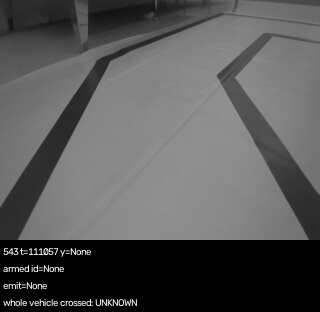 543 t=111057 y=None
armed id=None
emit=None
whole vehicle crossed: UNKNOWN